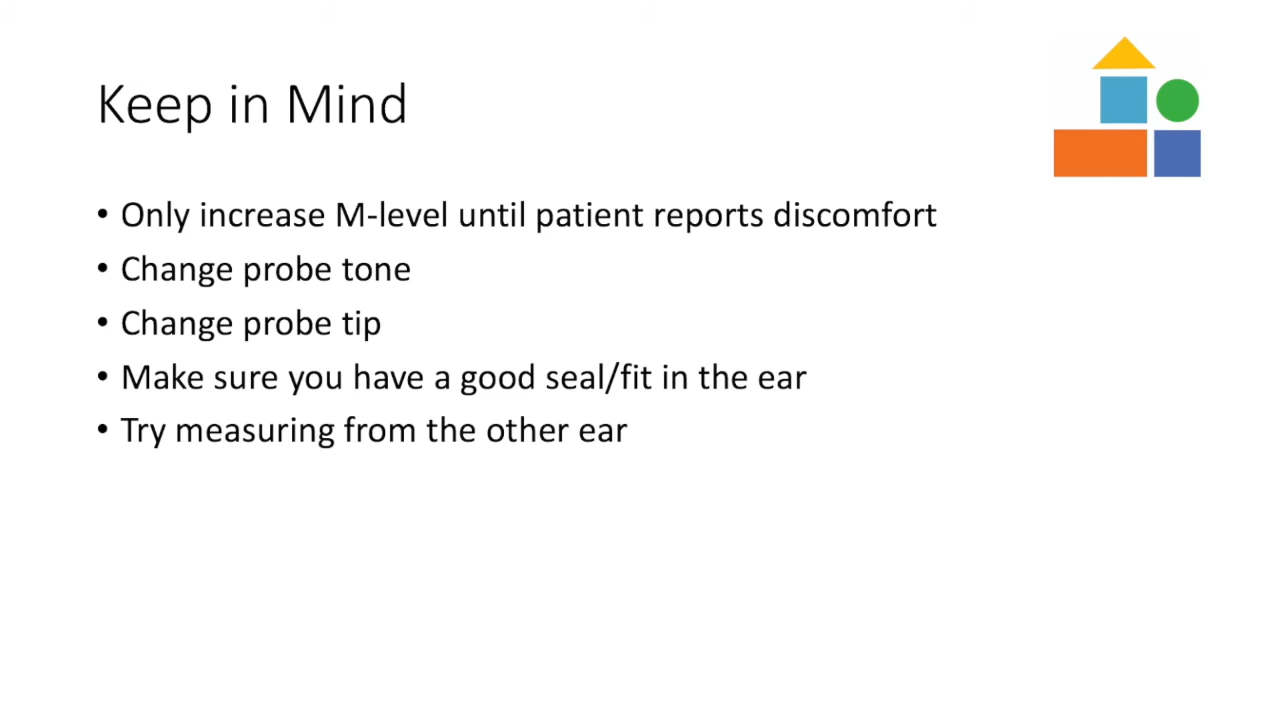 Keep in Mind
• Only increase M-level until patient reports discomfort
• Change probe tone
• Change probe tip
• Make sure you have a good seal/fit in the ear
• Try measuring from the other ear